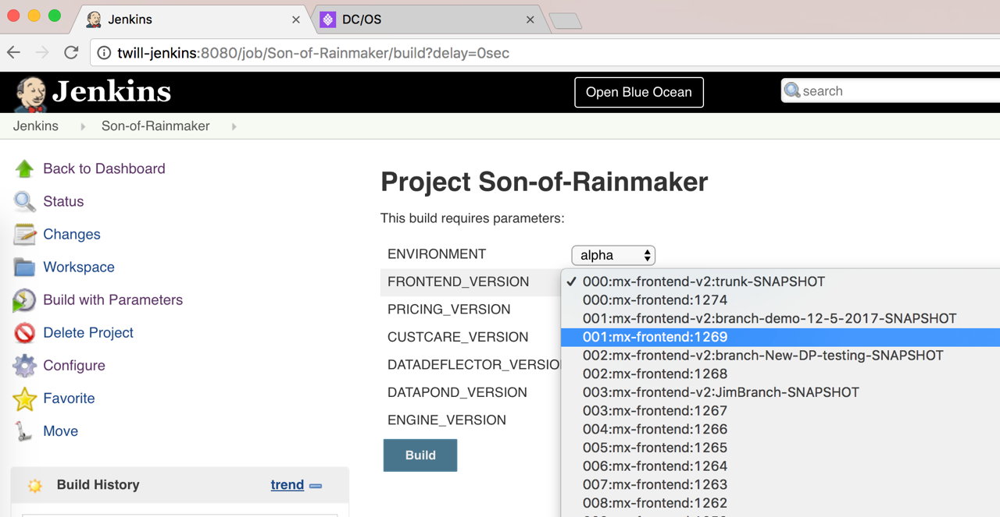 Jenkins
DC/OS
twill-jenkins:8080/job/Son-of-Rainmaker/build?delay=0sec
Jenkins
Open Blue Ocean
search
Jenkins
Son-of-Rainmaker
Back to Dashboard
Status
Changes
Workspace
Build with Parameters
Delete Project
Configure
Favorite
Move
Build History
trend
Project Son-of-Rainmaker
This build requires parameters:
ENVIRONMENT
alpha
FRONTEND_VERSION
PRICING_VERSION
CUSTCARE_VERSION
DATADEFLECTOR_VERSIO
DATAPOND_VERSION
ENGINE_VERSION
Build
000:mx-frontend-v2:trunk-SNAPSHOT
000:mx-frontend:1274
001:mx-frontend-v2:branch-demo-12-5-2017-SNAPSHOT
001:mx-frontend:1269
002:mx-frontend-v2:branch-New-DP-testing-SNAPSHOT
002:mx-frontend:1268
003:mx-frontend-v2:JimBranch-SNAPSHOT
003:mx-frontend:1267
004:mx-frontend:1266
005:mx-frontend:1265
006:mx-frontend:1264
007:mx-frontend:1263
008:mx-frontend:1262